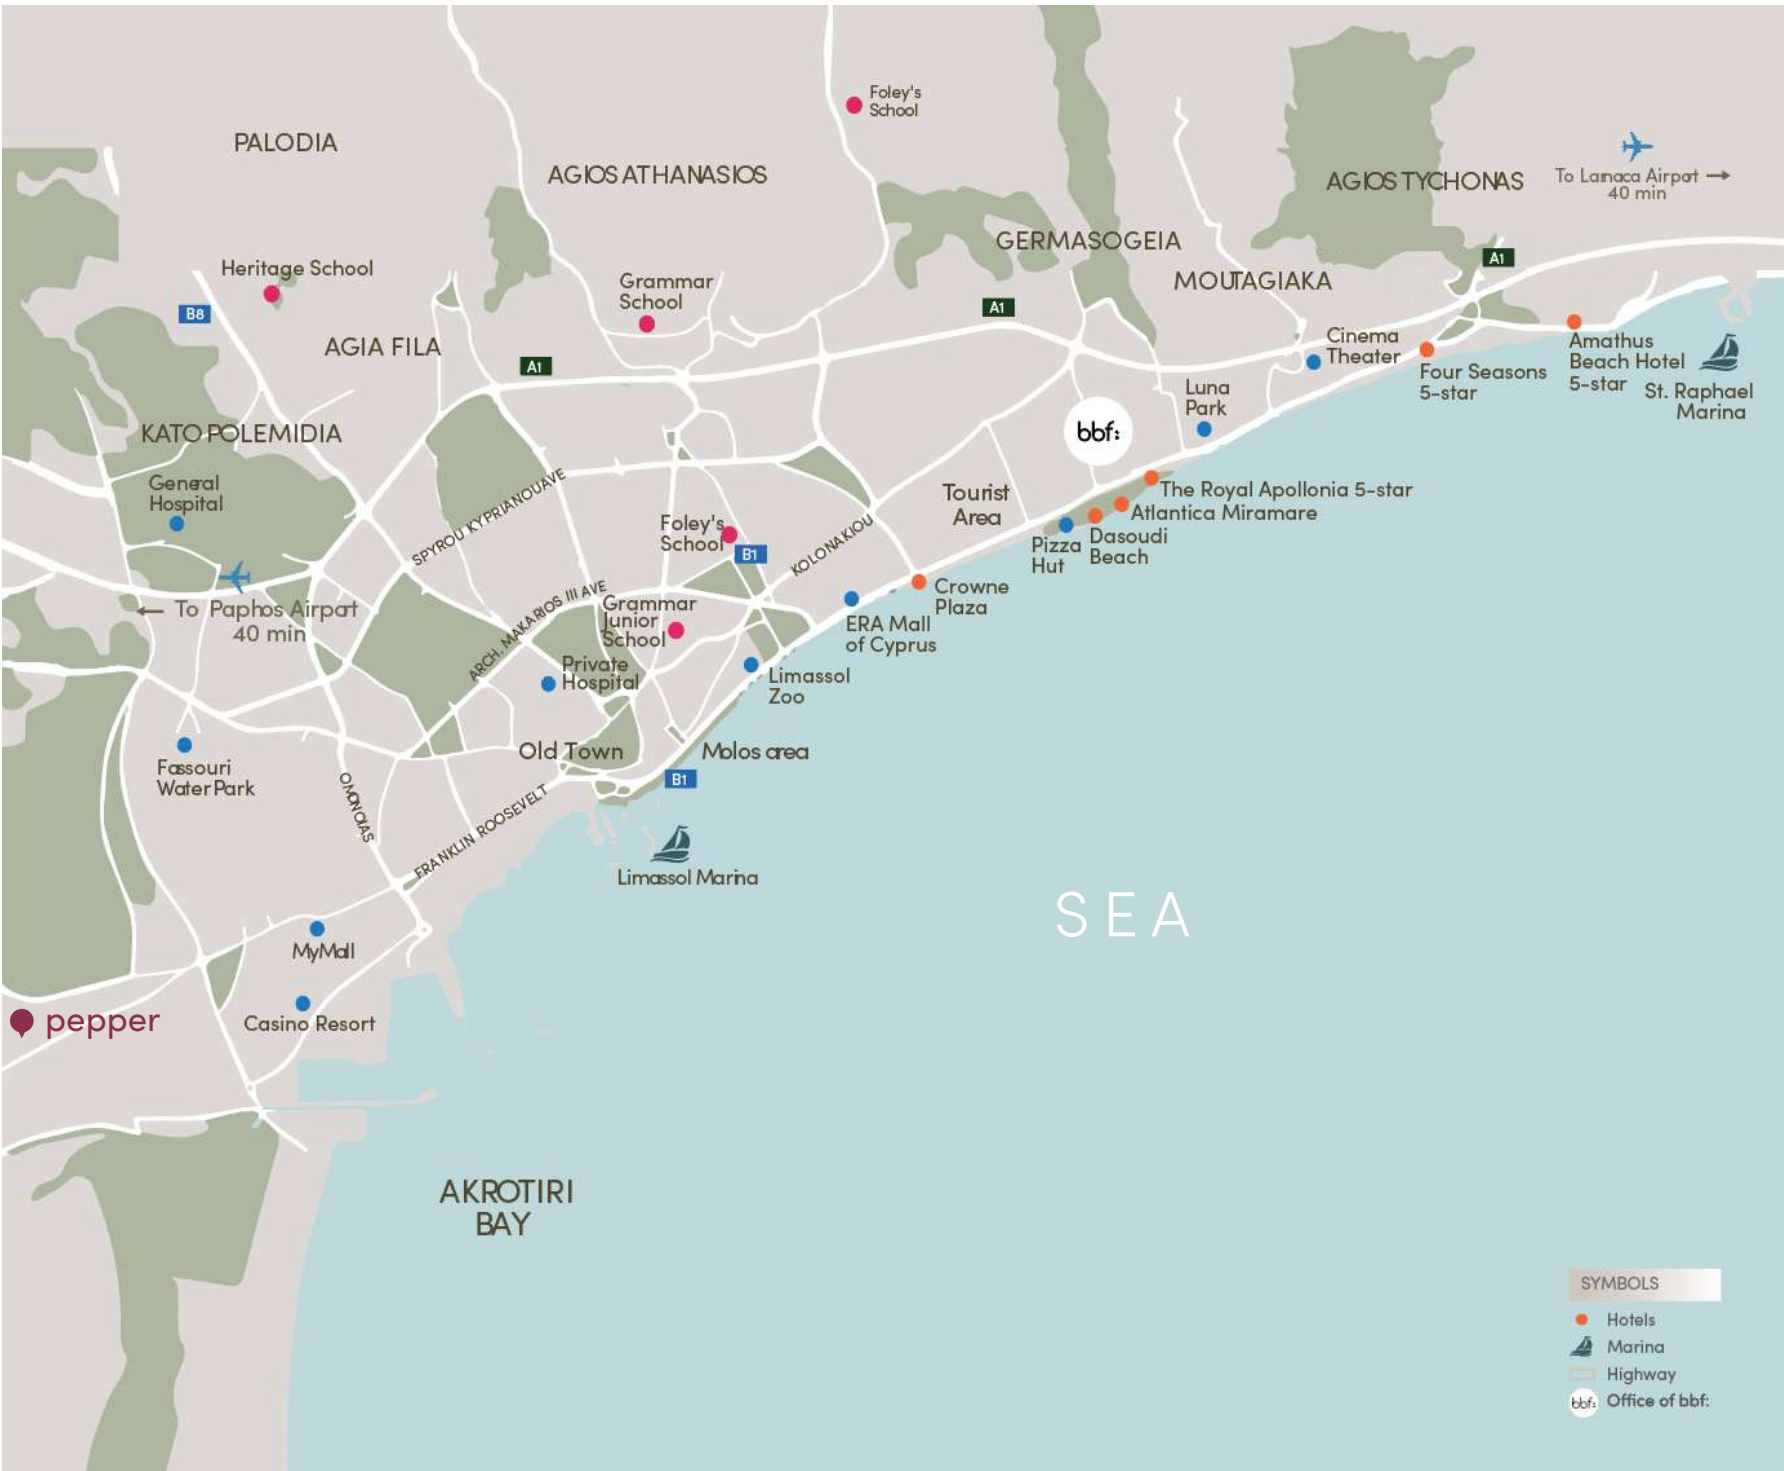 Foley's
School
PALODIA
AGIOS ATHANASIOS
AGIOS TYCHONAS
To Larnaca Airport →
40 min
GERMASOGEIA
A1
Heritage School
Grammar
School
MOUTAGIAKA
B8
A1
AGIA FILA
A1
Cinema
Theater
Amathus
Beach Hotel
5-star
Four Seasons
5-star
St. Raphael
Marina
Luna
Park
bbf:
KATO POLEMIDIA
General
Hospital
SPYROU KYPRIANOU AVE
Tourist
Area
The Royal Apollonia 5-star
Atlantica Miramare
Dasoudi
Beach
Pizza
Hut
Foley's
School
B1
KOLONAKIOU
Crowne
Plaza
ERA Mall
of Cyprus
← To Paphos Airport
40 min
ARCH. MAKARIOS III AVE
Grammar
Junior
School
Private
Hospital
Limassol
Zoo
Old Town
Molos area
B1
Fassouri
WaterPark
OMONOIAS
FRANKLIN ROOSEVELT
Limassol Marina
SEA
MyMall
Casino Resort
pepper
AKROTIRI
BAY
SYMBOLS
Hotels
Marina
Highway
bbf: Office of bbf: